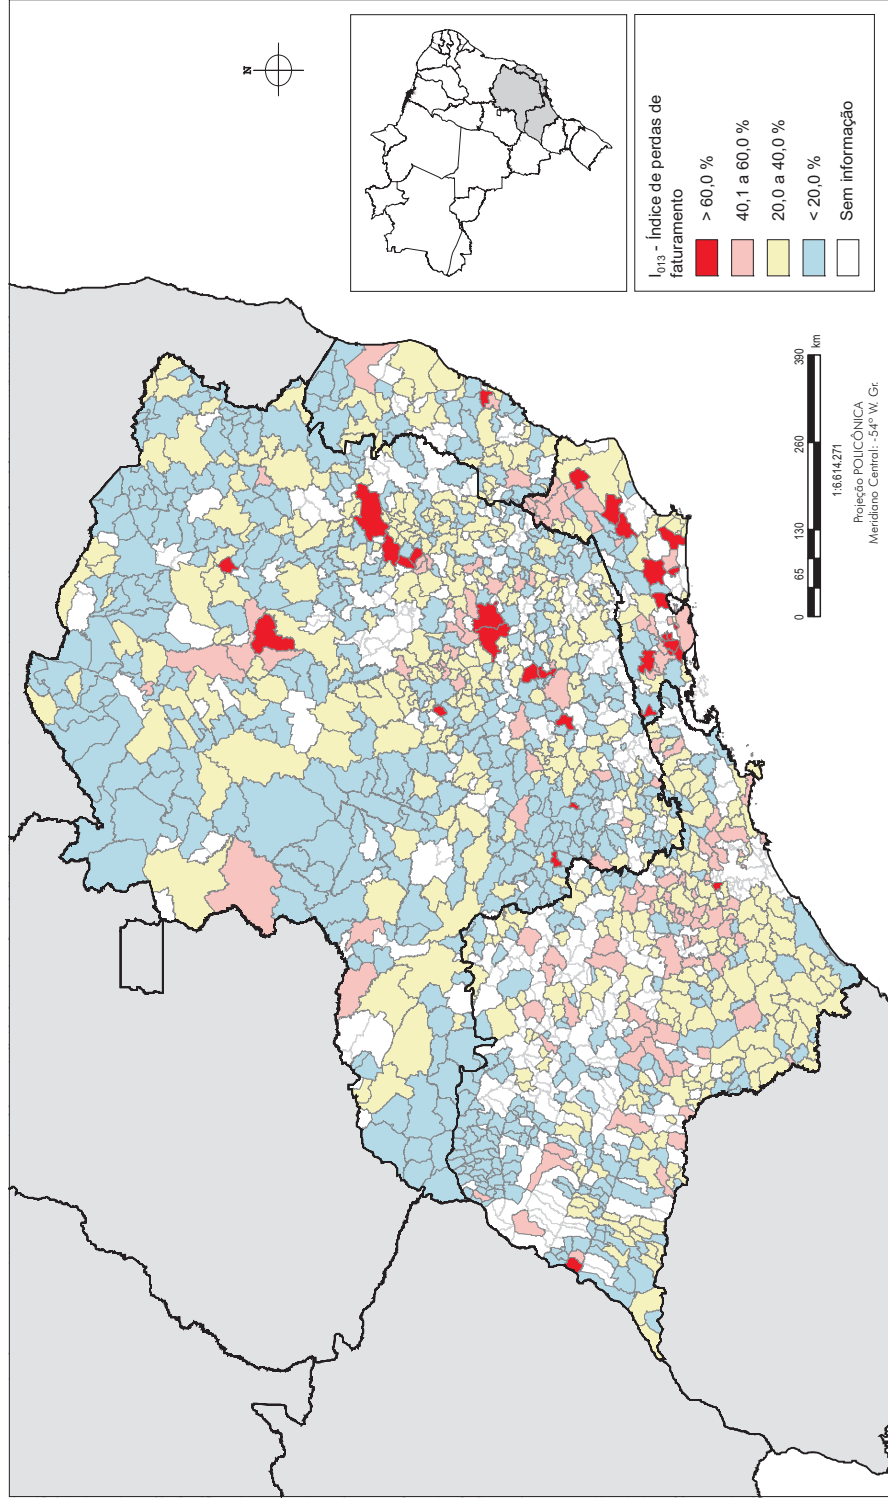 N
I013 - Índice de perdas de
faturamento
> 60,0 %
40,1 a 60,0 %
20,0 a 40,0 %
< 20,0 %
Sem informação
0 65 130 260 390
km
1:6.614.271
Projeção POLICÔNICA
Meridiano Central: -54° W. Gr.